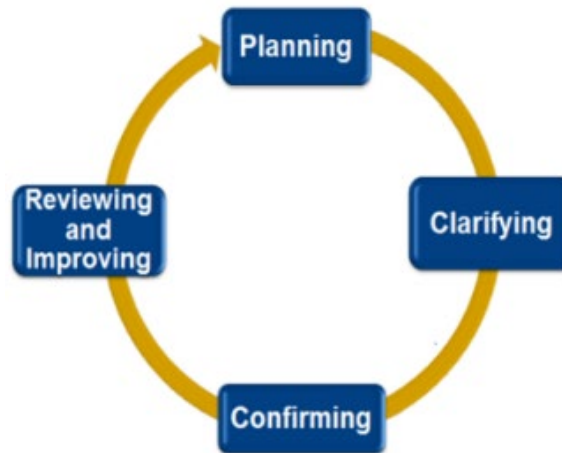 Planning
Clarifying
Confirming
Reviewing
and
Improving